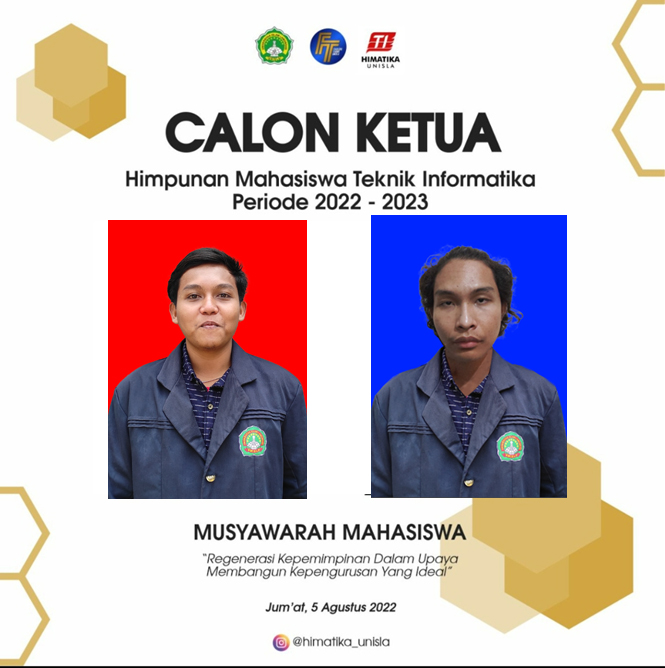 HIMATIKA
UNISLA
CALON KETUA
Himpunan Mahasiswa Teknik Informatika
Periode 2022 - 2023
MUSYAWARAH MAHASISWA
“Regenerasi Kepemimpinan Dalam Upaya
Membangun Kepengurusan Yang Ideal”
Jum'at, 5 Agustus 2022
@himatika_unisla